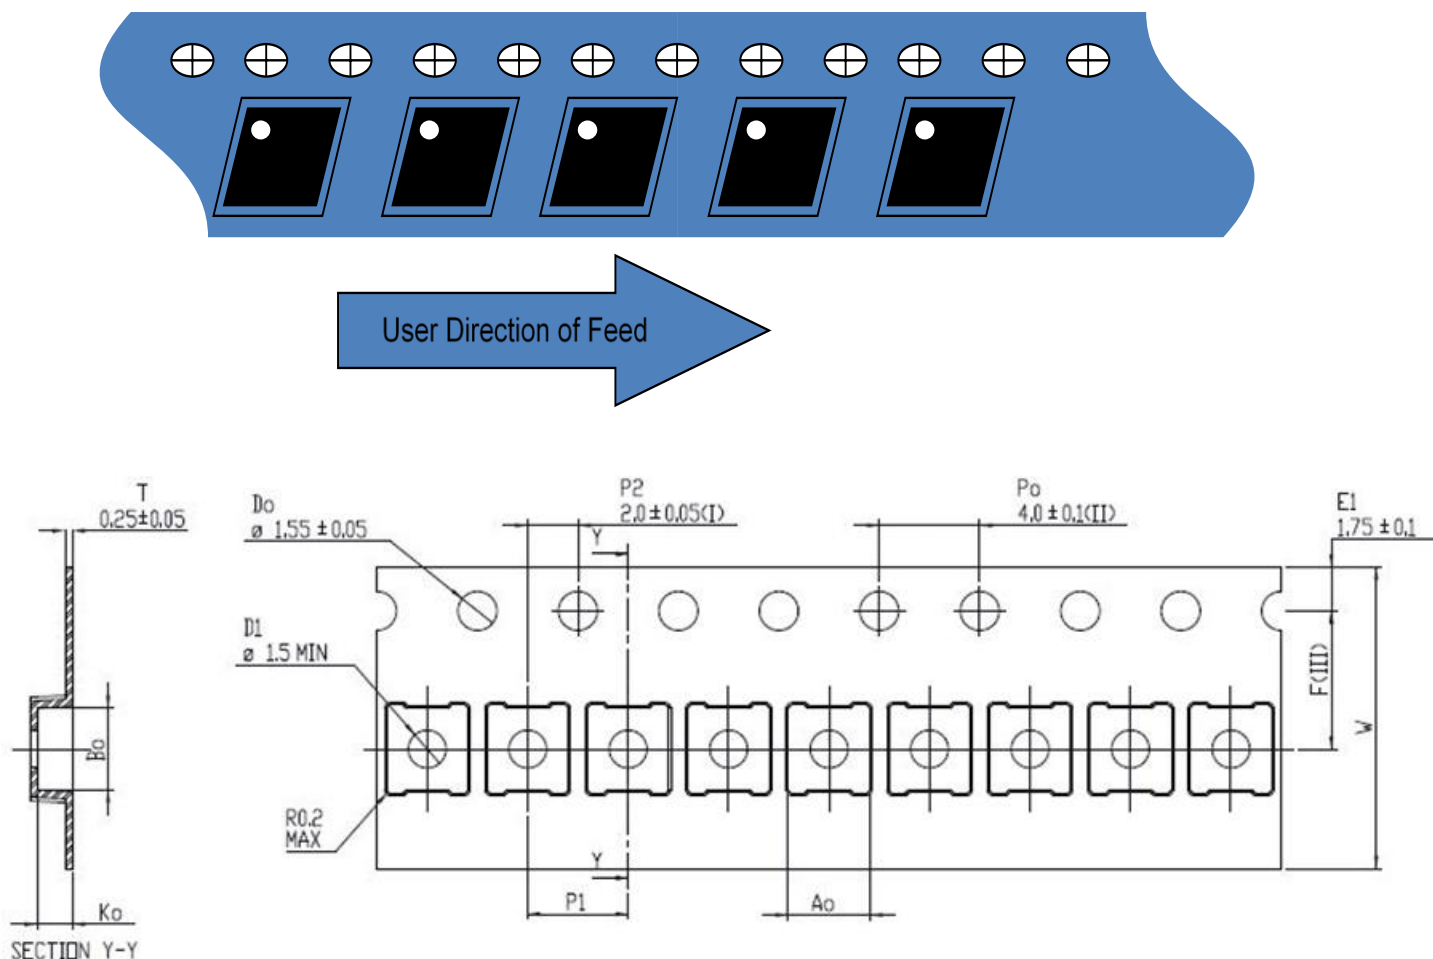 User Direction of Feed
T
0.25±0.05
Do
ø 1.55 ±0.05
P2
2.0±0.05(I)
Po
4.0 ±0.1(II)
E1
1.75 ±0.1
Y
D1
ø 1.5 MIN
F(III)
W
Bo
R0.2
MAX
Y
P1
Ao
Ko
SECTION Y-Y